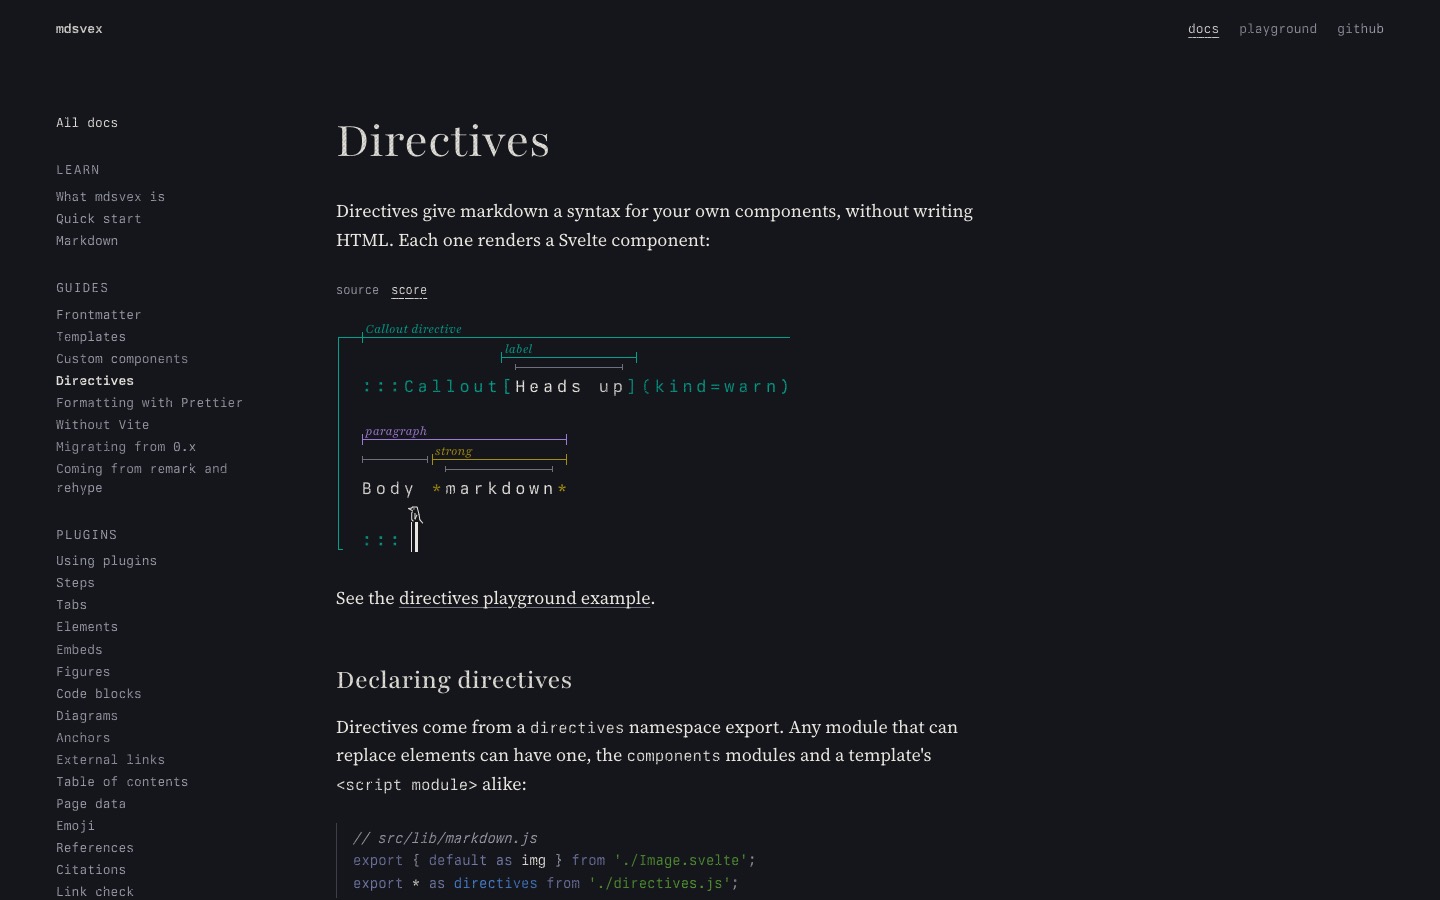 mdsvex
docs playground github
All docs
LEARN
What mdsvex is
Quick start
Markdown
GUIDES
Frontmatter
Templates
Custom components
Directives
Formatting with Prettier
Without Vite
Migrating from 0.x
Coming from remark and
rehype
PLUGINS
Using plugins
Steps
Tabs
Elements
Embeds
Figures
Code blocks
Diagrams
Anchors
External links
Table of contents
Page data
Emoji
References
Citations
Link check
Directives
Directives give markdown a syntax for your own components, without writing
HTML. Each one renders a Svelte component:
source score
Callout directive
label
:::Callout[Heads up](kind=warn)
paragraph
strong
Body *markdown*
:::
See the directives playground example.
Declaring directives
Directives come from a directives namespace export. Any module that can
replace elements can have one, the components modules and a template's
<script module> alike:
// src/lib/markdown.js
export { default as img } from './Image.svelte';
export * as directives from './directives.js';